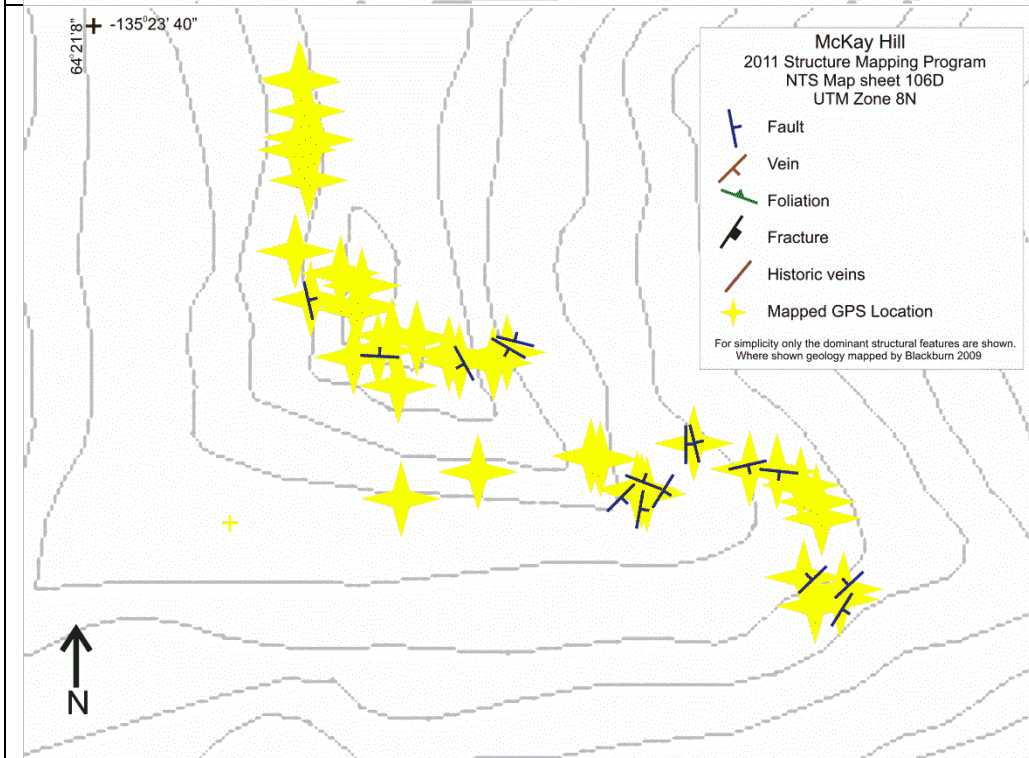 -135°23' 40"
64°21'8"
McKay Hill
2011 Structure Mapping Program
NTS Map sheet 106D
UTM Zone 8N
Fault
Vein
Foliation
Fracture
Historic veins
Mapped GPS Location
For simplicity only the dominant structural features are shown.
Where shown geology mapped by Blackburn 2009
N